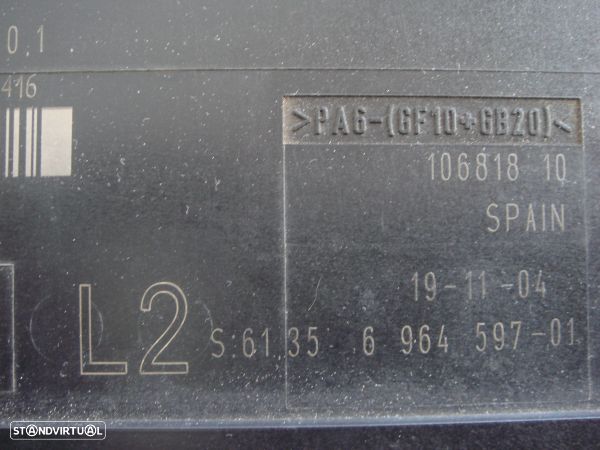 0.1
416
>PA6-(GF10+GB20)<
106818 10
SPAIN
19-11-04
L2
S:61.35 6 964 597-01
STANDVIRTUAL